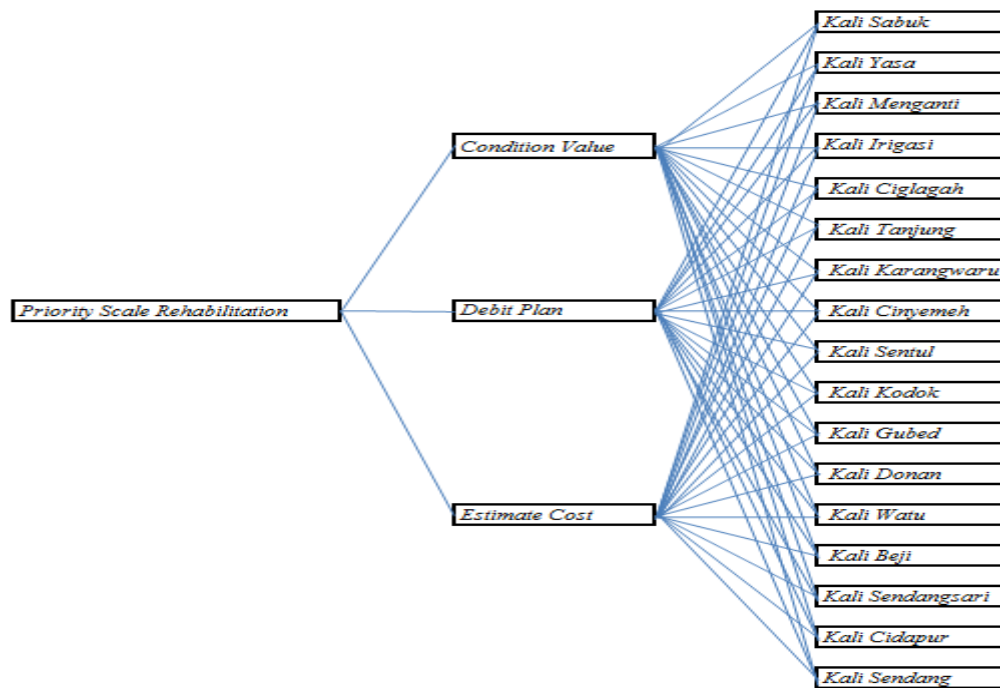 Priority Scale Rehabilitation
Condition Value
Debit Plan
Estimate Cost
Kali Sabuk
Kali Yasa
Kali Menganti
Kali Irigasi
Kali Ciglagah
Kali Tanjung
Kali Karangwaru
Kali Cinyemeh
Kali Sentul
Kali Kodok
Kali Gubed
Kali Donan
Kali Watu
Kali Beji
Kali Sendangsari
Kali Cidapur
Kali Sendang